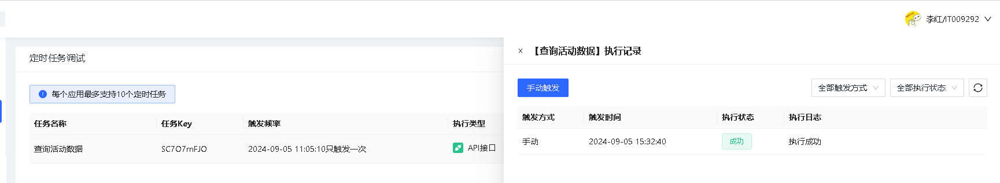 李红/IT009292
定时任务调试
每个应用最多支持10个定时任务
任务名称 任务Key 触发频率 执行类型
查询活动数据 SC7O7rnFJO 2024-09-05 11:05:10只触发一次 API接口
【查询活动数据】执行记录
手动触发 全部触发方式 全部执行状态
触发方式 触发时间 执行状态 执行日志
手动 2024-09-05 15:32:40 成功 执行成功